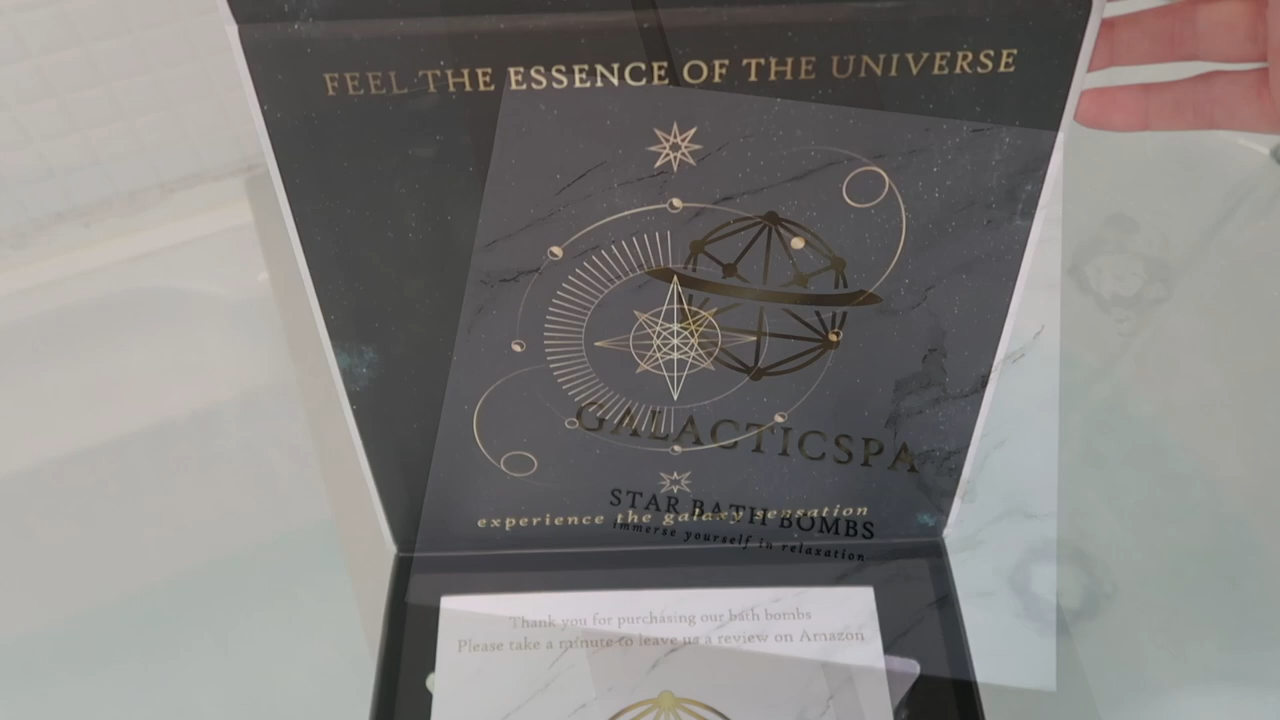 FEEL THE ESSENCE OF THE UNIVERSE
GALACTICSPA
STAR BATH BOMBS
experience the galaxy sensation
immerse yourself in relaxation
Thank you for purchasing our bath bombs
Please take a minute to leave us a review on Amazon